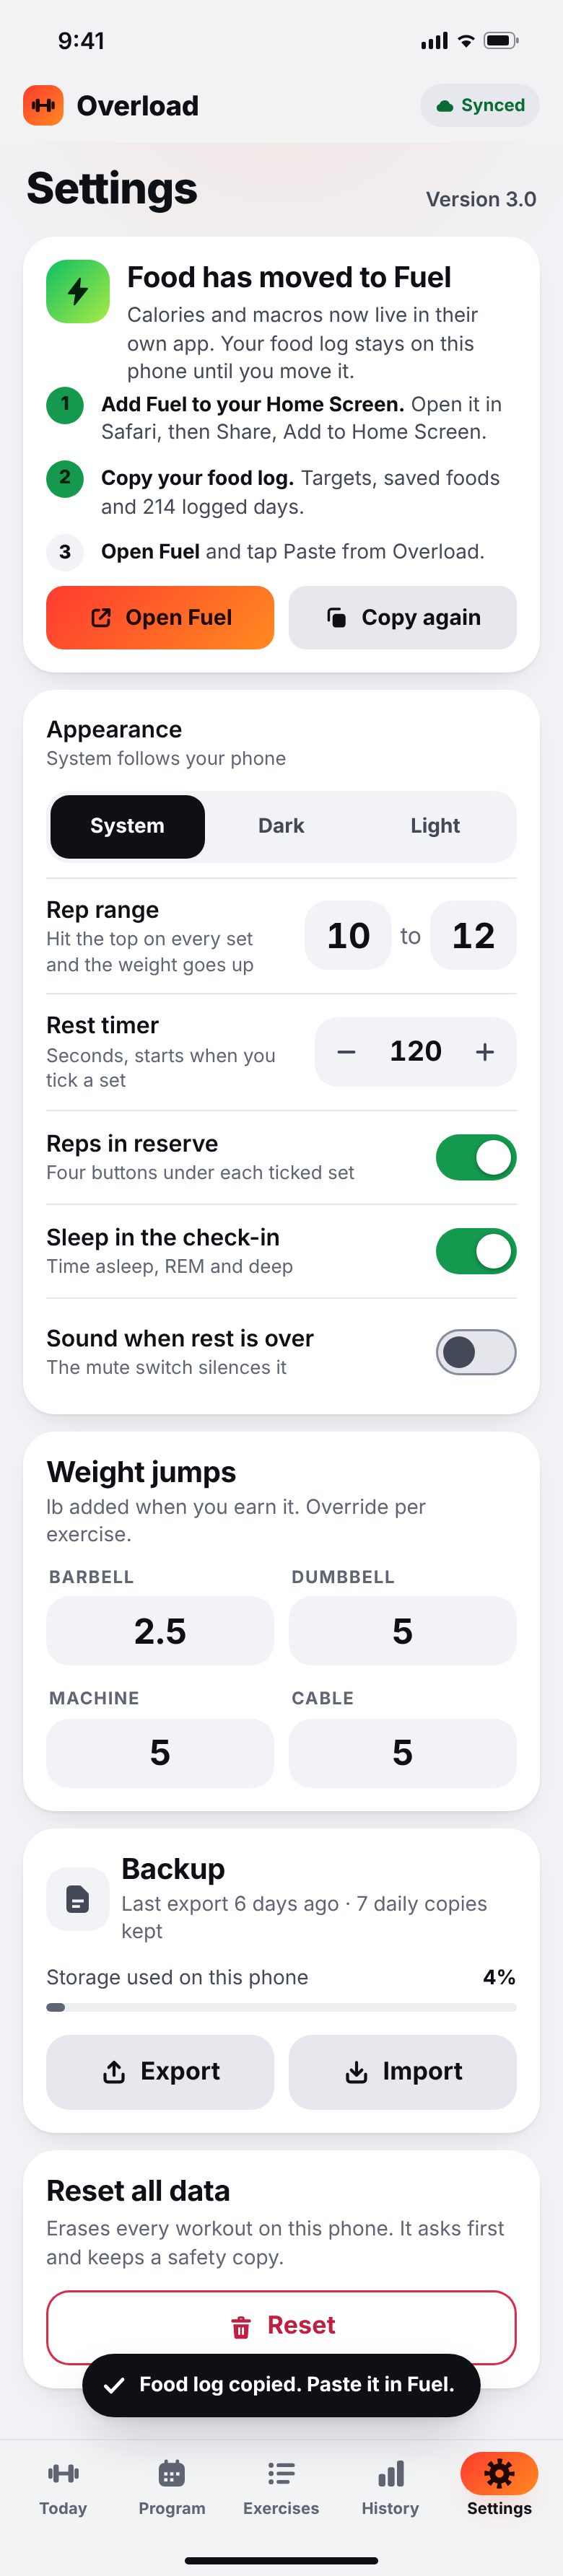 9:41
Overload
Synced
Settings
Version 3.0
Food has moved to Fuel
Calories and macros now live in their
own app. Your food log stays on this
phone until you move it.
1
Add Fuel to your Home Screen. Open it in
Safari, then Share, Add to Home Screen.
2
Copy your food log. Targets, saved foods
and 214 logged days.
3
Open Fuel and tap Paste from Overload.
Open Fuel
Copy again
Appearance
System follows your phone
System
Dark
Light
Rep range
Hit the top on every set
and the weight goes up
10 to 12
Rest timer
Seconds, starts when you
tick a set
− 120 +
Reps in reserve
Four buttons under each ticked set
Sleep in the check-in
Time asleep, REM and deep
Sound when rest is over
The mute switch silences it
Weight jumps
lb added when you earn it. Override per
exercise.
BARBELL
DUMBBELL
2.5
5
MACHINE
CABLE
5
5
Backup
Last export 6 days ago · 7 daily copies
kept
Storage used on this phone
4%
Export
Import
Reset all data
Erases every workout on this phone. It asks first
and keeps a safety copy.
Reset
Food log copied. Paste it in Fuel.
Today
Program
Exercises
History
Settings